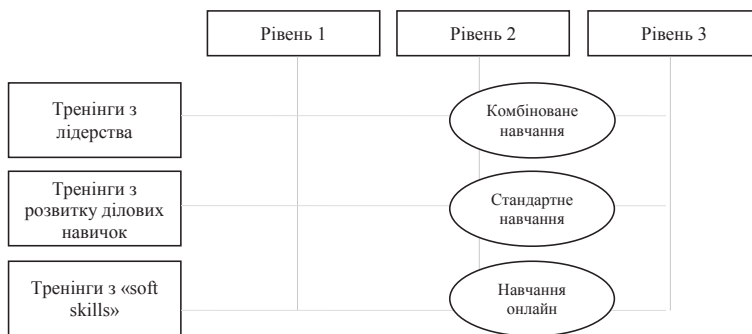 Рівень 1
Рівень 2
Рівень 3
Тренінги з
лідерства
Комбіноване
навчання
Тренінги з
розвитку ділових
навичок
Стандартне
навчання
Тренінги з «soft
skills»
Навчання
онлайн